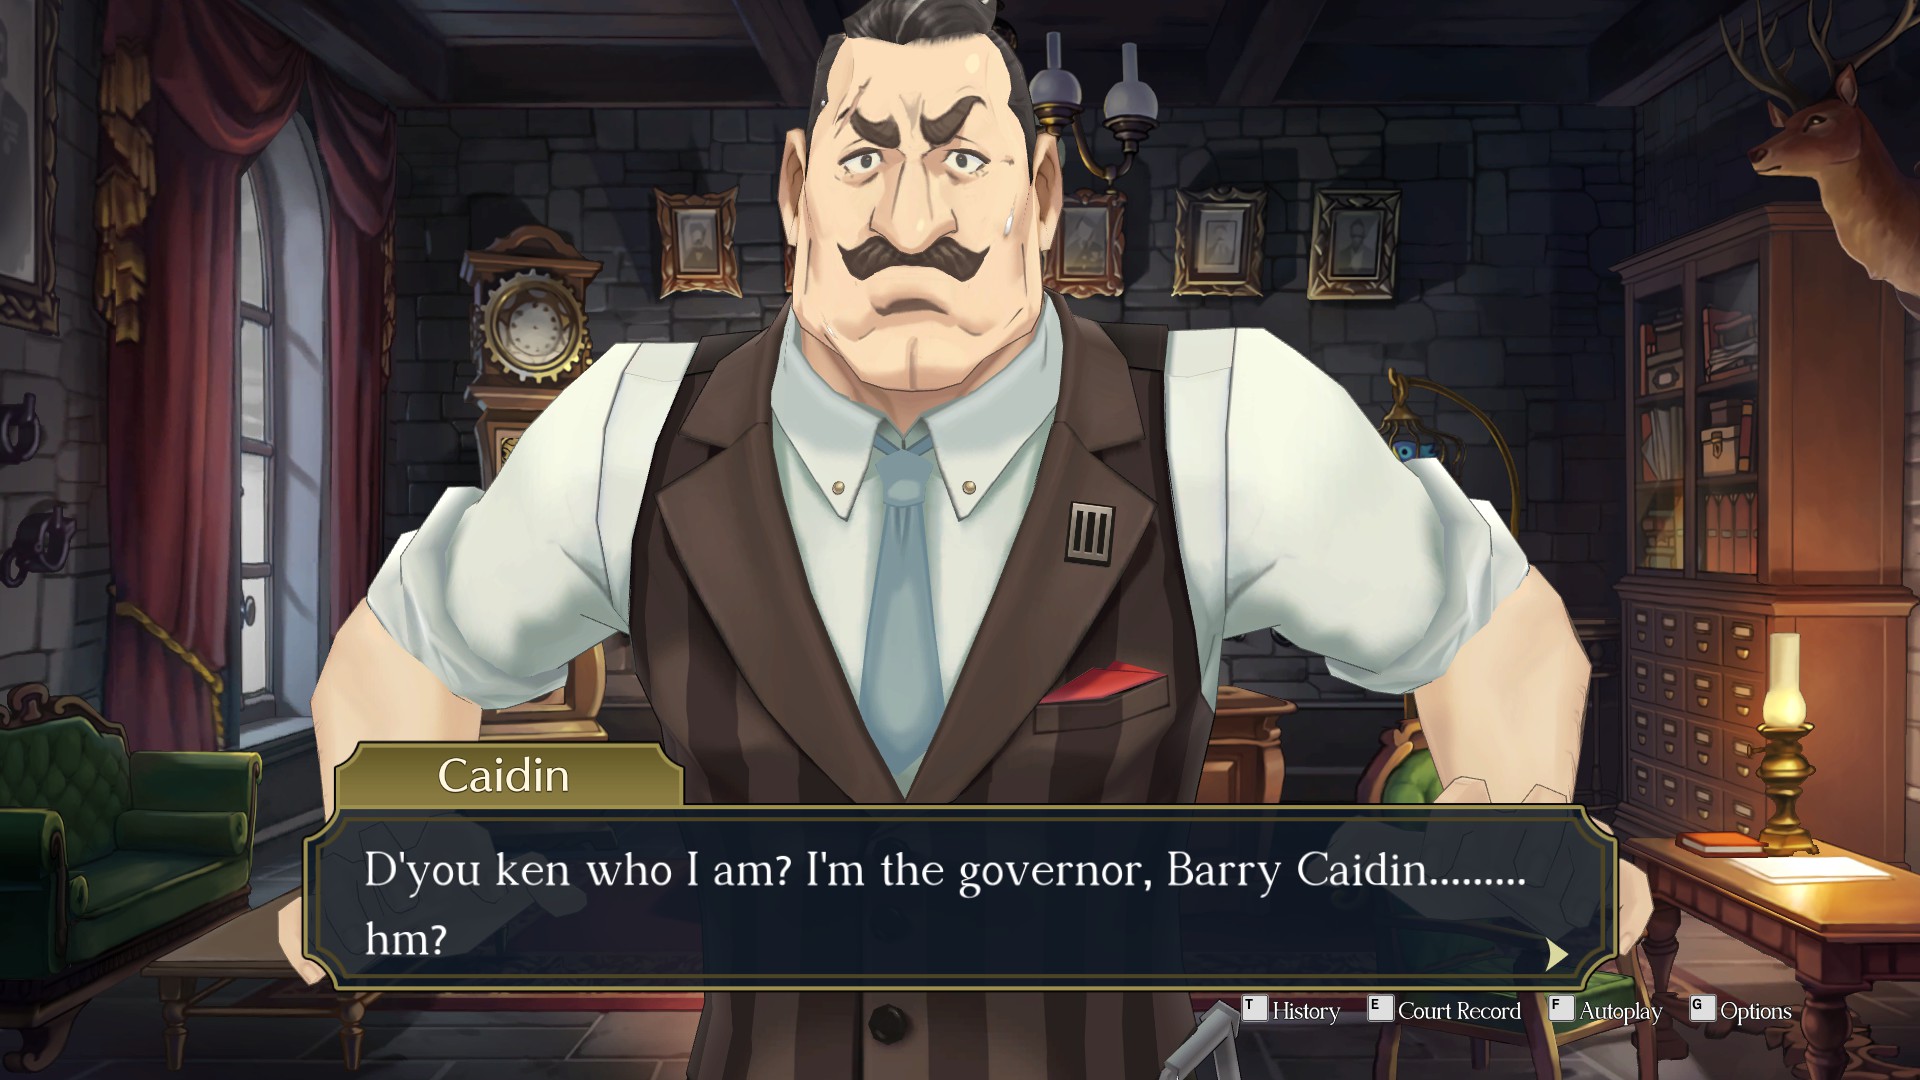 Caidin
D'you ken who I am? I'm the governor, Barry Caidin.........
hm?
T History E Court Record F Autoplay G Options